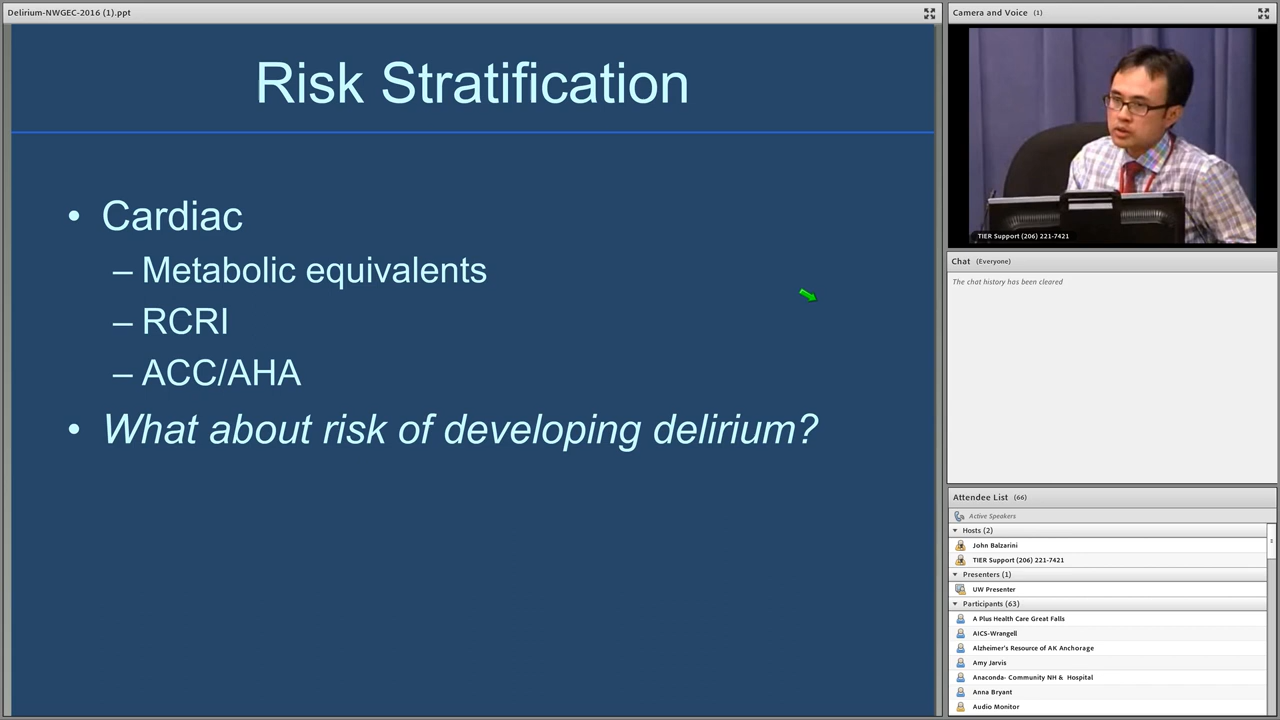 Delirium-NWGEC-2016 (1).ppt
Risk Stratification
• Cardiac
– Metabolic equivalents
– RCRI
– ACC/AHA
• What about risk of developing delirium?
Camera and Voice (1)
TIER Support (206) 221-7421
Chat (Everyone)
The chat history has been cleared
Attendee List (66)
Active Speakers
Hosts (2)
John Balzarini
TIER Support (206) 221-7421
Presenters (1)
UW Presenter
Participants (63)
A Plus Health Care Great Falls
AICS-Wrangell
Alzheimer's Resource of AK Anchorage
Amy Jarvis
Anaconda- Community NH & Hospital
Anna Bryant
Audio Monitor